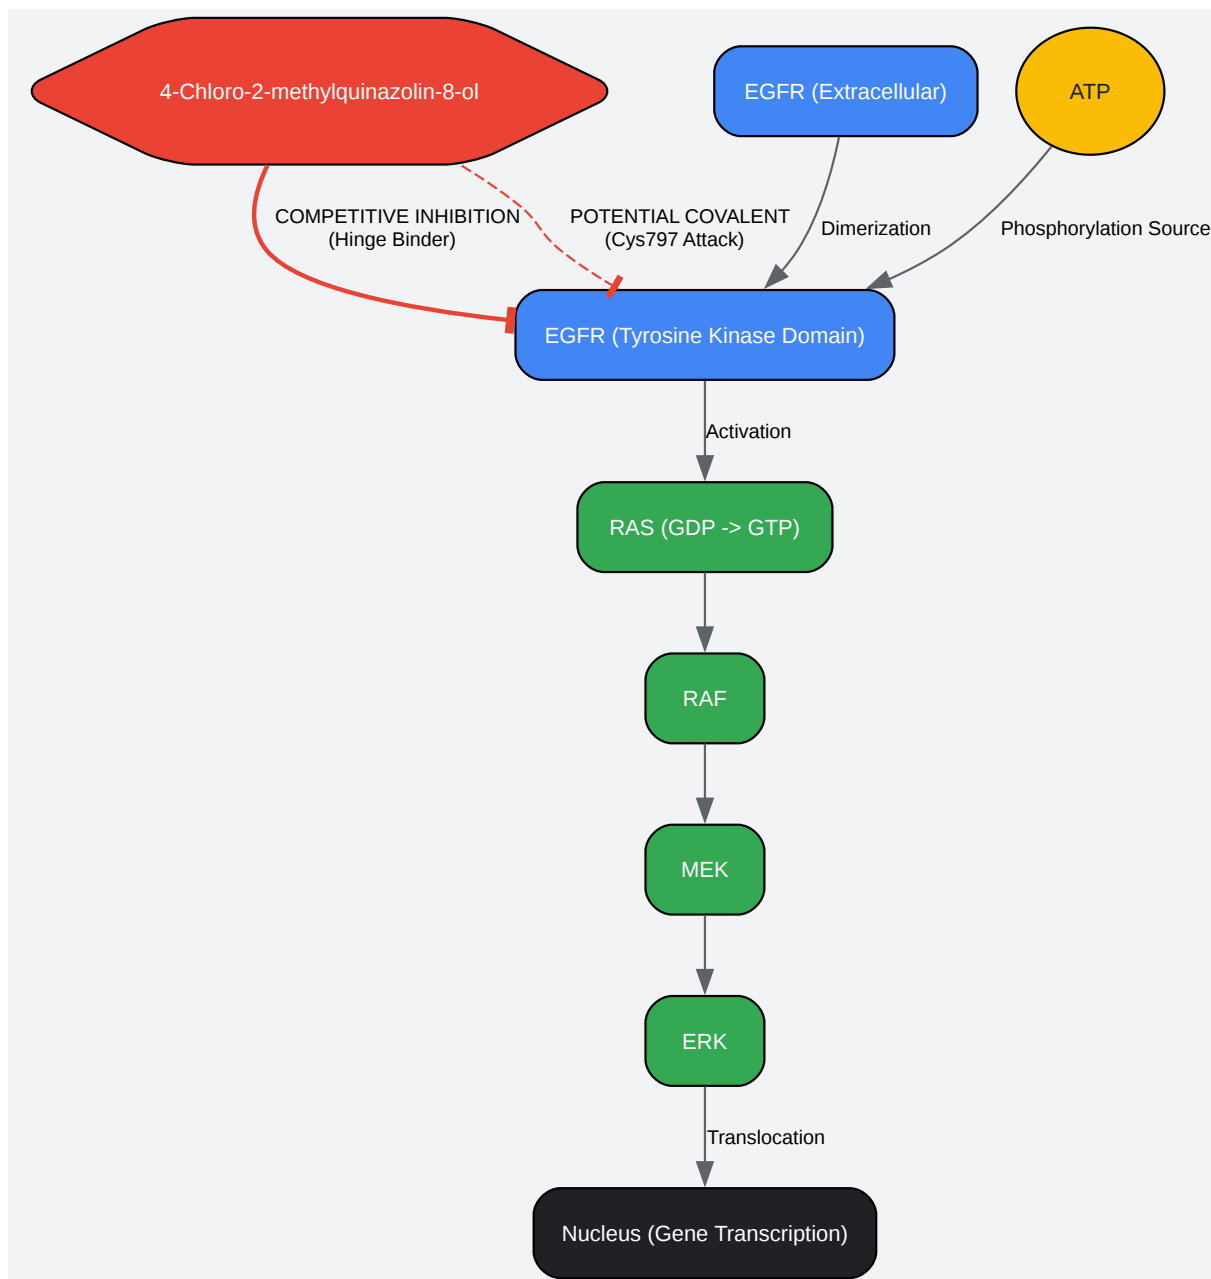 4-Chloro-2-methylquinazolin-8-ol
EGFR (Extracellular)
ATP
COMPETITIVE INHIBITION
(Hinge Binder)
POTENTIAL COVALENT
(Cys797 Attack)
Dimerization
Phosphorylation Source
EGFR (Tyrosine Kinase Domain)
Activation
RAS (GDP -> GTP)
RAF
MEK
ERK
Translocation
Nucleus (Gene Transcription)